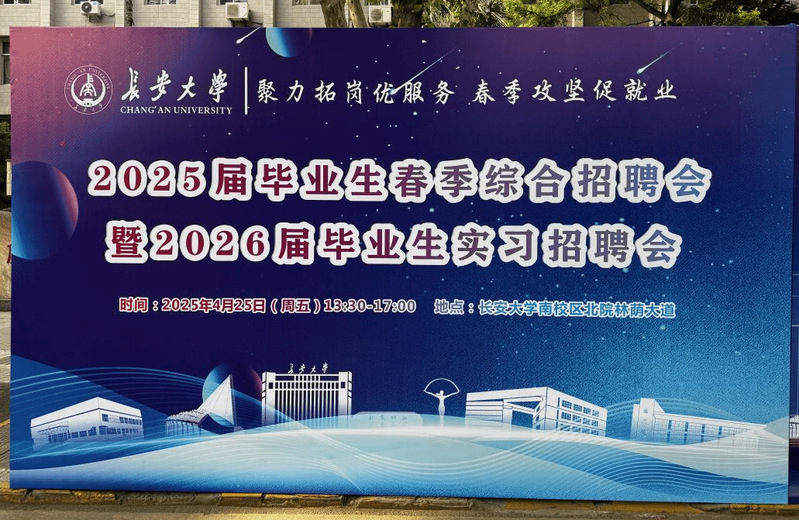 长安大学
CHANG'AN UNIVERSITY
聚力拓岗优服务 春季攻坚促就业
2025届毕业生春季综合招聘会
暨2026届毕业生实习招聘会
时间：2025年4月25日（周五）13:30-17:00 地点：长安大学南校区北院林荫大道
长安大学